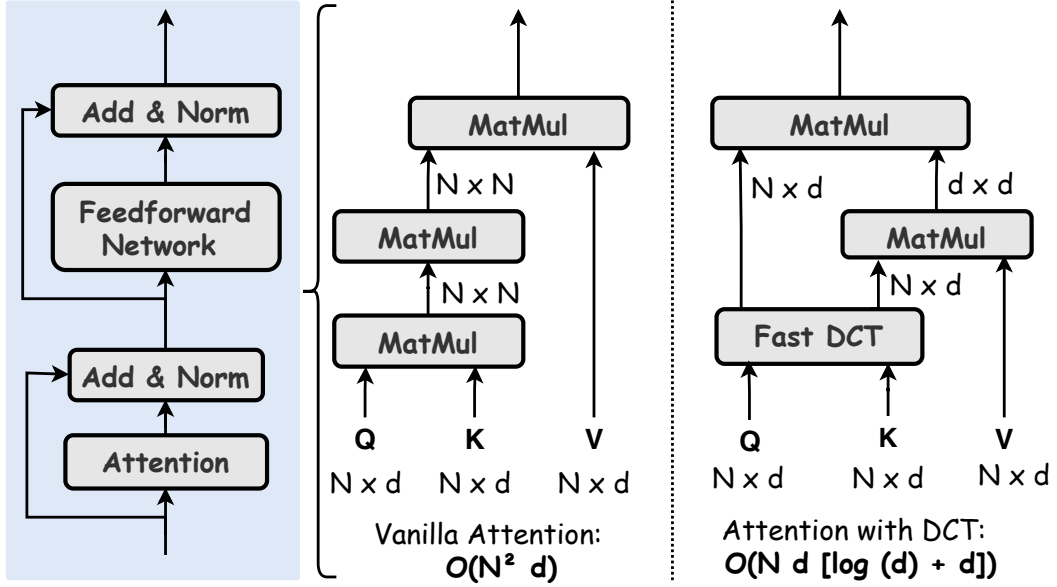 Add & Norm
Feedforward
Network
Add & Norm
Attention
MatMul
N x N
MatMul
N x N
MatMul
Q K V
N x d N x d N x d
Vanilla Attention:
O(N² d)
MatMul
N x d d x d
MatMul
N x d
Fast DCT
Q K V
N x d N x d N x d
Attention with DCT:
O(N d [log (d) + d])